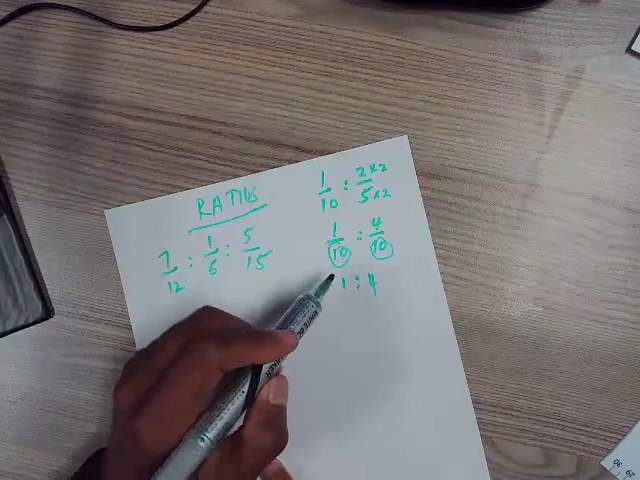 RATIOS
7/12 : 1/6 : 5/15
1/10 : 2×2/5×2
1/10 : 4/10
1 : 4